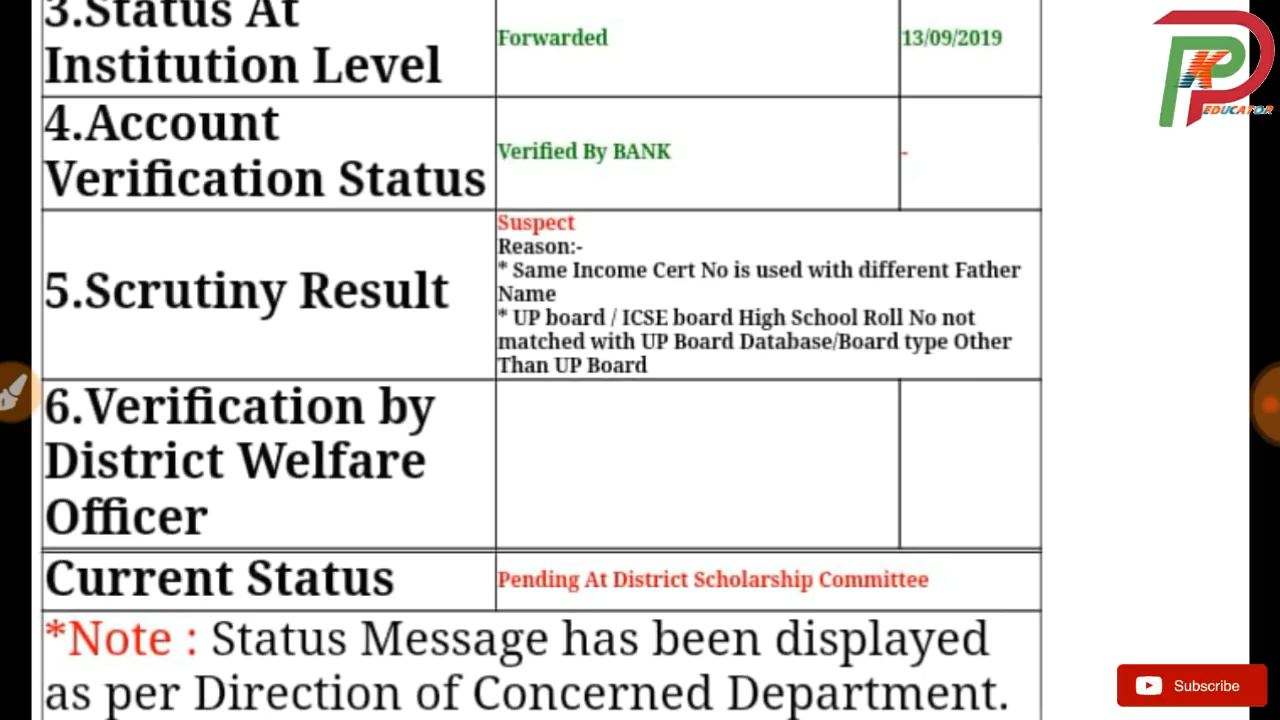 3.Status At
Institution Level
Forwarded
13/09/2019
4.Account
Verification Status
Verified By BANK
-
5.Scrutiny Result
Suspect
Reason:-
* Same Income Cert No is used with different Father
Name
* UP board / ICSE board High School Roll No not
matched with UP Board Database/Board type Other
Than UP Board
6.Verification by
District Welfare
Officer
Current Status
Pending At District Scholarship Committee
*Note : Status Message has been displayed
as per Direction of Concerned Department.
PK
EDUCATOR
Subscribe